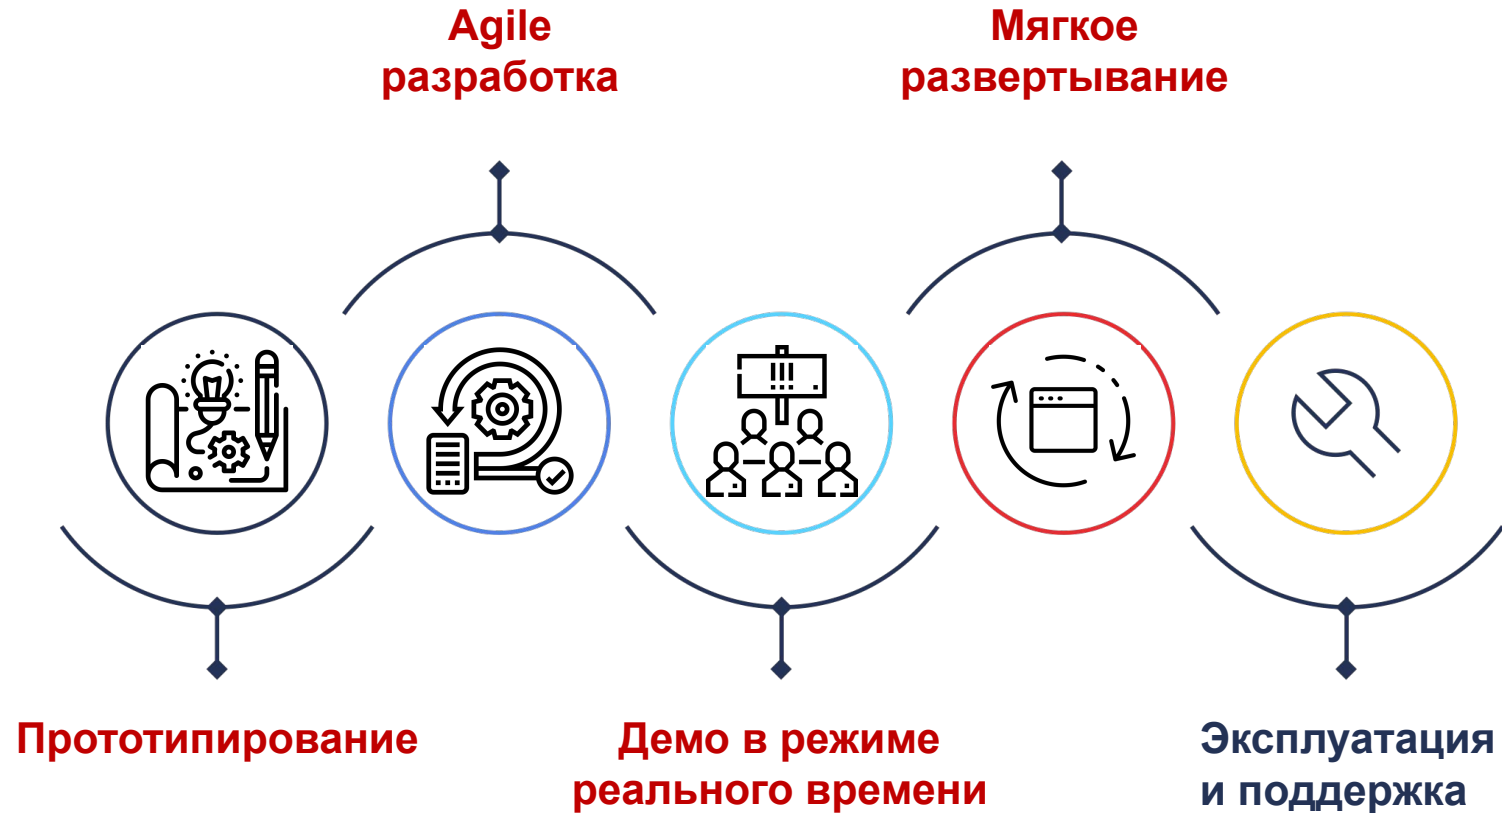 Agile
разработка
Мягкое
развертывание
Прототипирование
Демо в режиме
реального времени
Эксплуатация
и поддержка